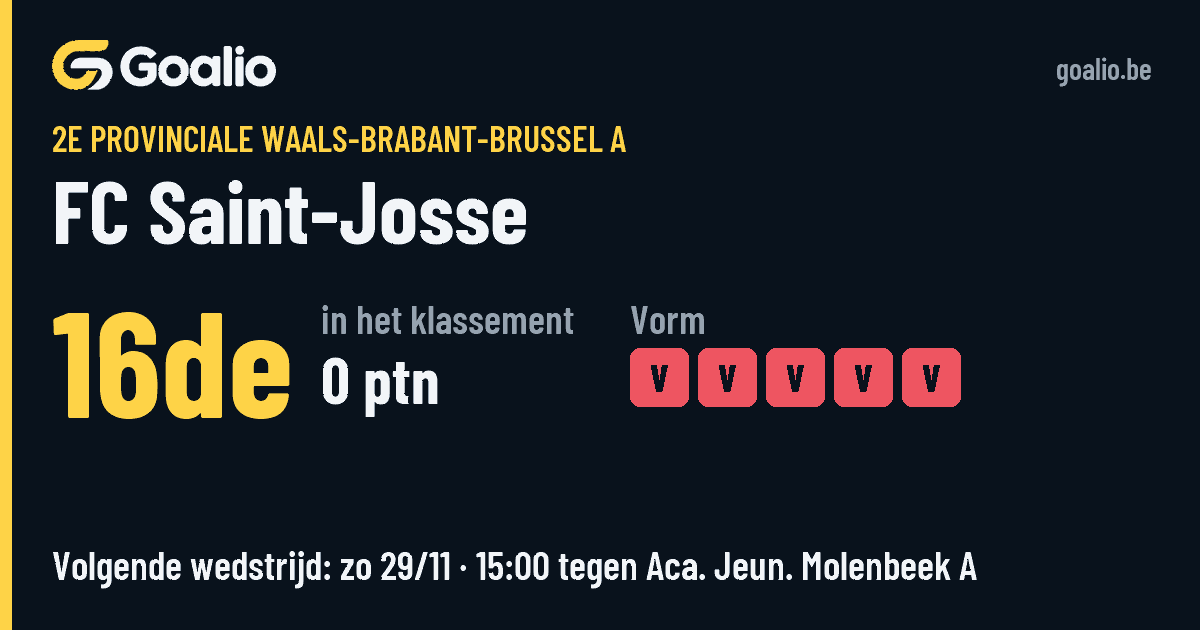 Goalio
goalio.be
2E PROVINCIALE WAALS-BRABANT-BRUSSEL A
FC Saint-Josse
16de
in het klassement
0 ptn
Vorm
V V V V V
Volgende wedstrijd: zo 29/11 · 15:00 tegen Aca. Jeun. Molenbeek A